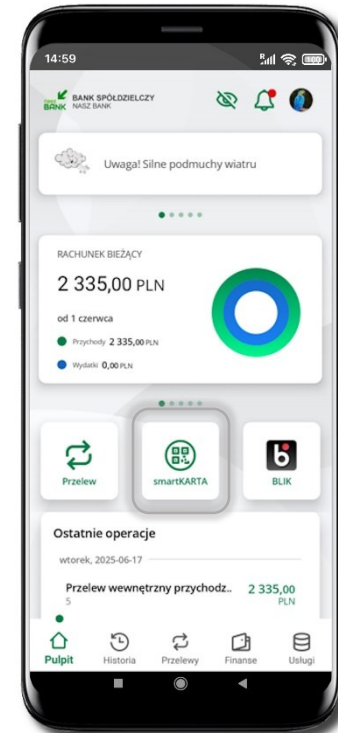 14:59
NASZ BANK
BANK SPÓŁDZIELCZY
NASZ BANK
Uwaga! Silne podmuchy wiatru
RACHUNEK BIEŻĄCY
2 335,00 PLN
od 1 czerwca
Przychody 2 335,00 PLN
Wydatki 0,00 PLN
Przelew
smartKARTA
BLIK
Ostatnie operacje
wtorek, 2025-06-17
Przelew wewnętrzny przychodz.. 2 335,00
5 PLN
Pulpit
Historia
Przelewy
Finanse
Usługi